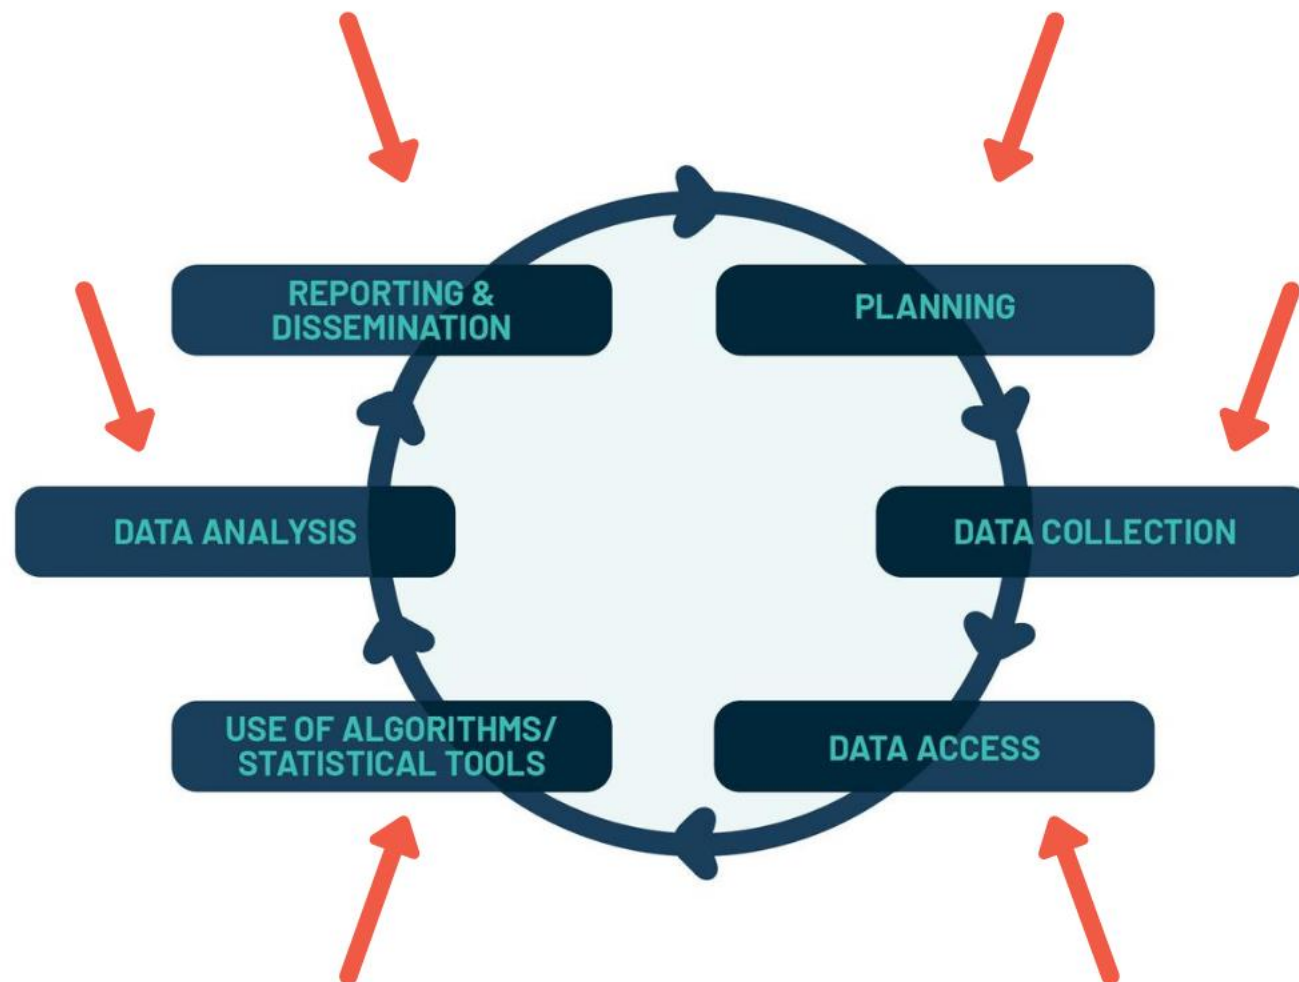 REPORTING &
DISSEMINATION
PLANNING
DATA ANALYSIS
DATA COLLECTION
USE OF ALGORITHMS/
STATISTICAL TOOLS
DATA ACCESS